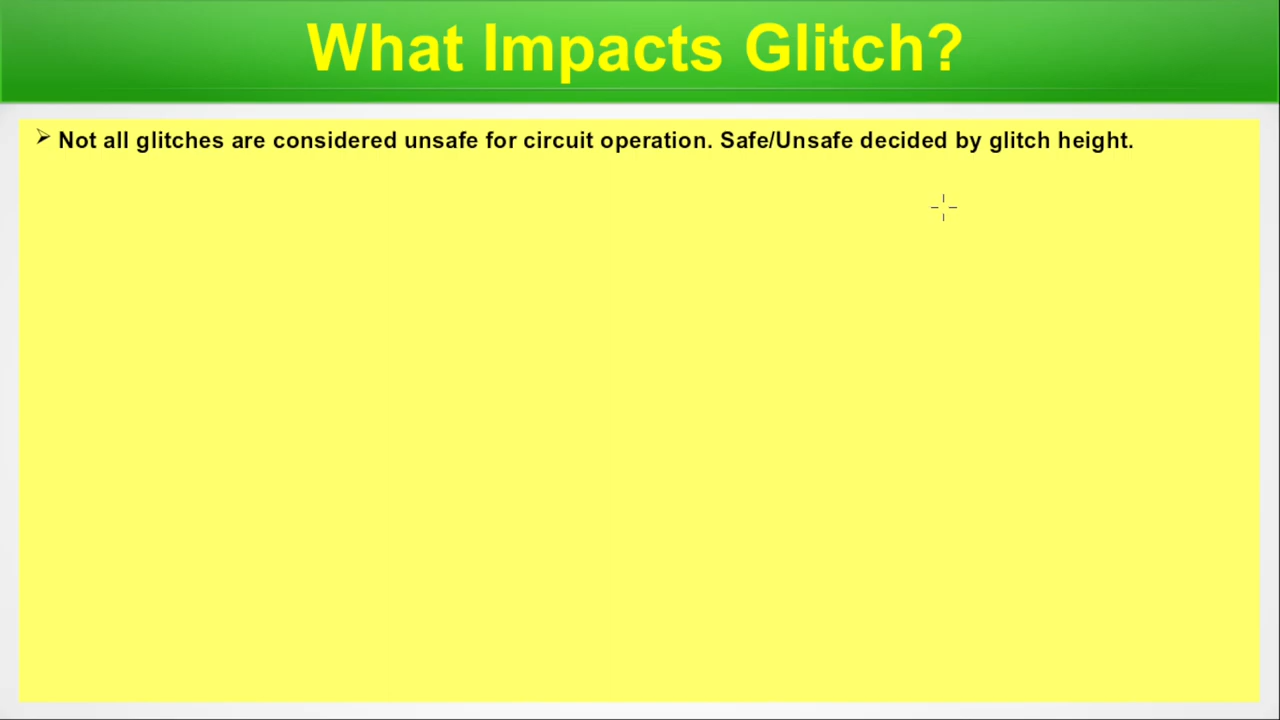 What Impacts Glitch?
➢ Not all glitches are considered unsafe for circuit operation. Safe/Unsafe decided by glitch height.